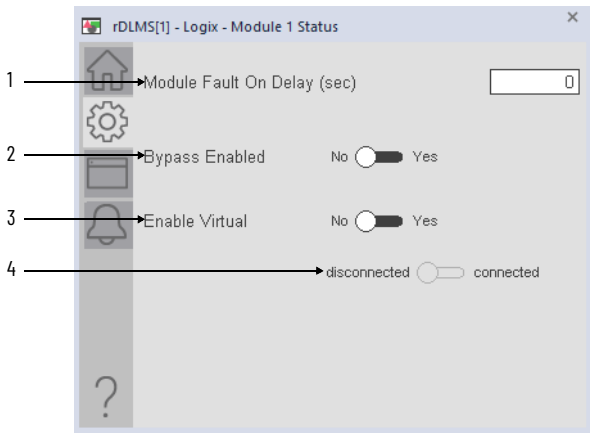 rDLMS[1] - Logix - Module 1 Status
1 Module Fault On Delay (sec) 0
2 Bypass Enabled No Yes
3 Enable Virtual No Yes
4 disconnected connected
?